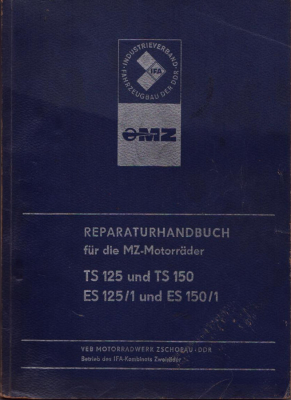 INDUSTRIEVERBAND
FAHRZEUGBAU DER DDR
IFA
MZ
REPARATURHANDBUCH
für die MZ-Motorräder
TS 125 und TS 150
ES 125/1 und ES 150/1
VEB MOTORRADWERK ZSCHOPAU · DDR
Betrieb des IFA-Kombinats Zweiräder